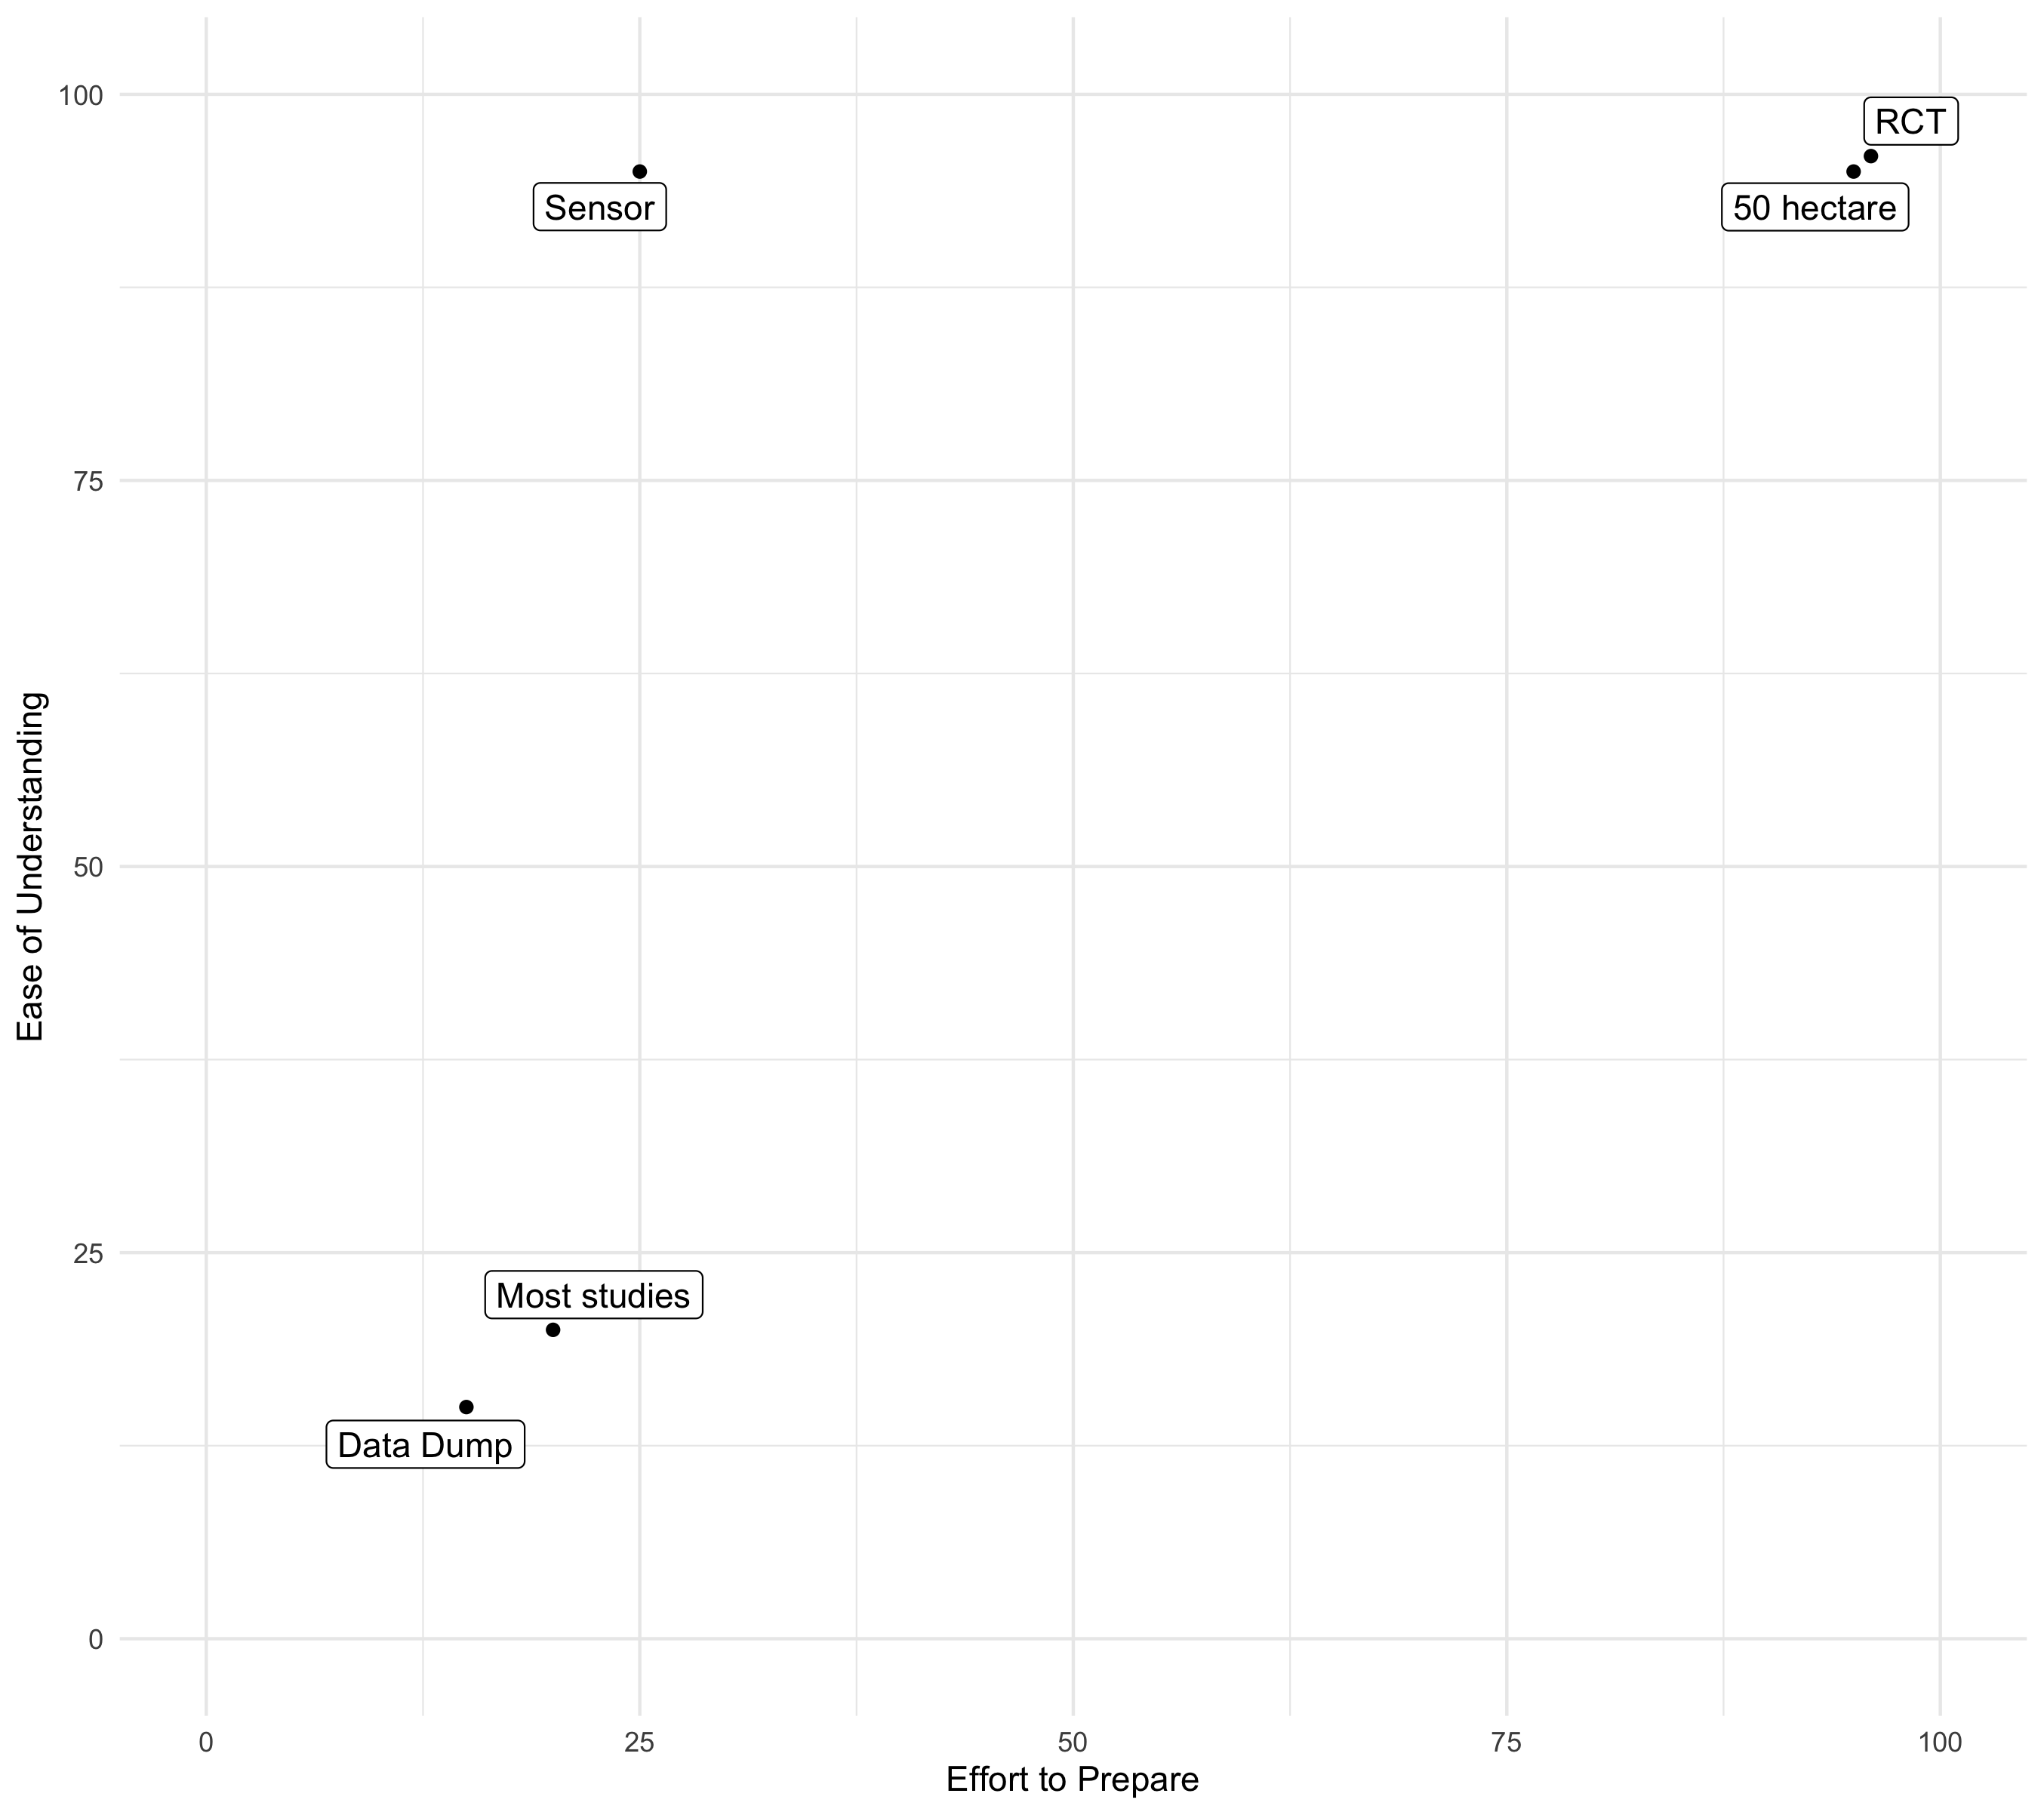 100
RCT
Sensor
50 hectare
75
Ease of Understanding
50
25
Most studies
Data Dump
0
0
25
50
75
100
Effort to Prepare